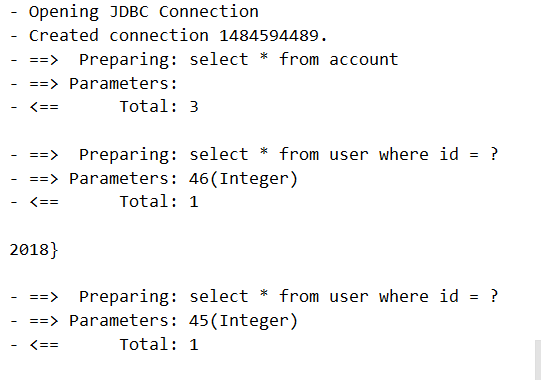 - Opening JDBC Connection
- Created connection 1484594489.
- ==>  Preparing: select * from account
- ==> Parameters:
- <==      Total: 3
- ==>  Preparing: select * from user where id = ?
- ==> Parameters: 46(Integer)
- <==      Total: 1
2018}
- ==>  Preparing: select * from user where id = ?
- ==> Parameters: 45(Integer)
- <==      Total: 1